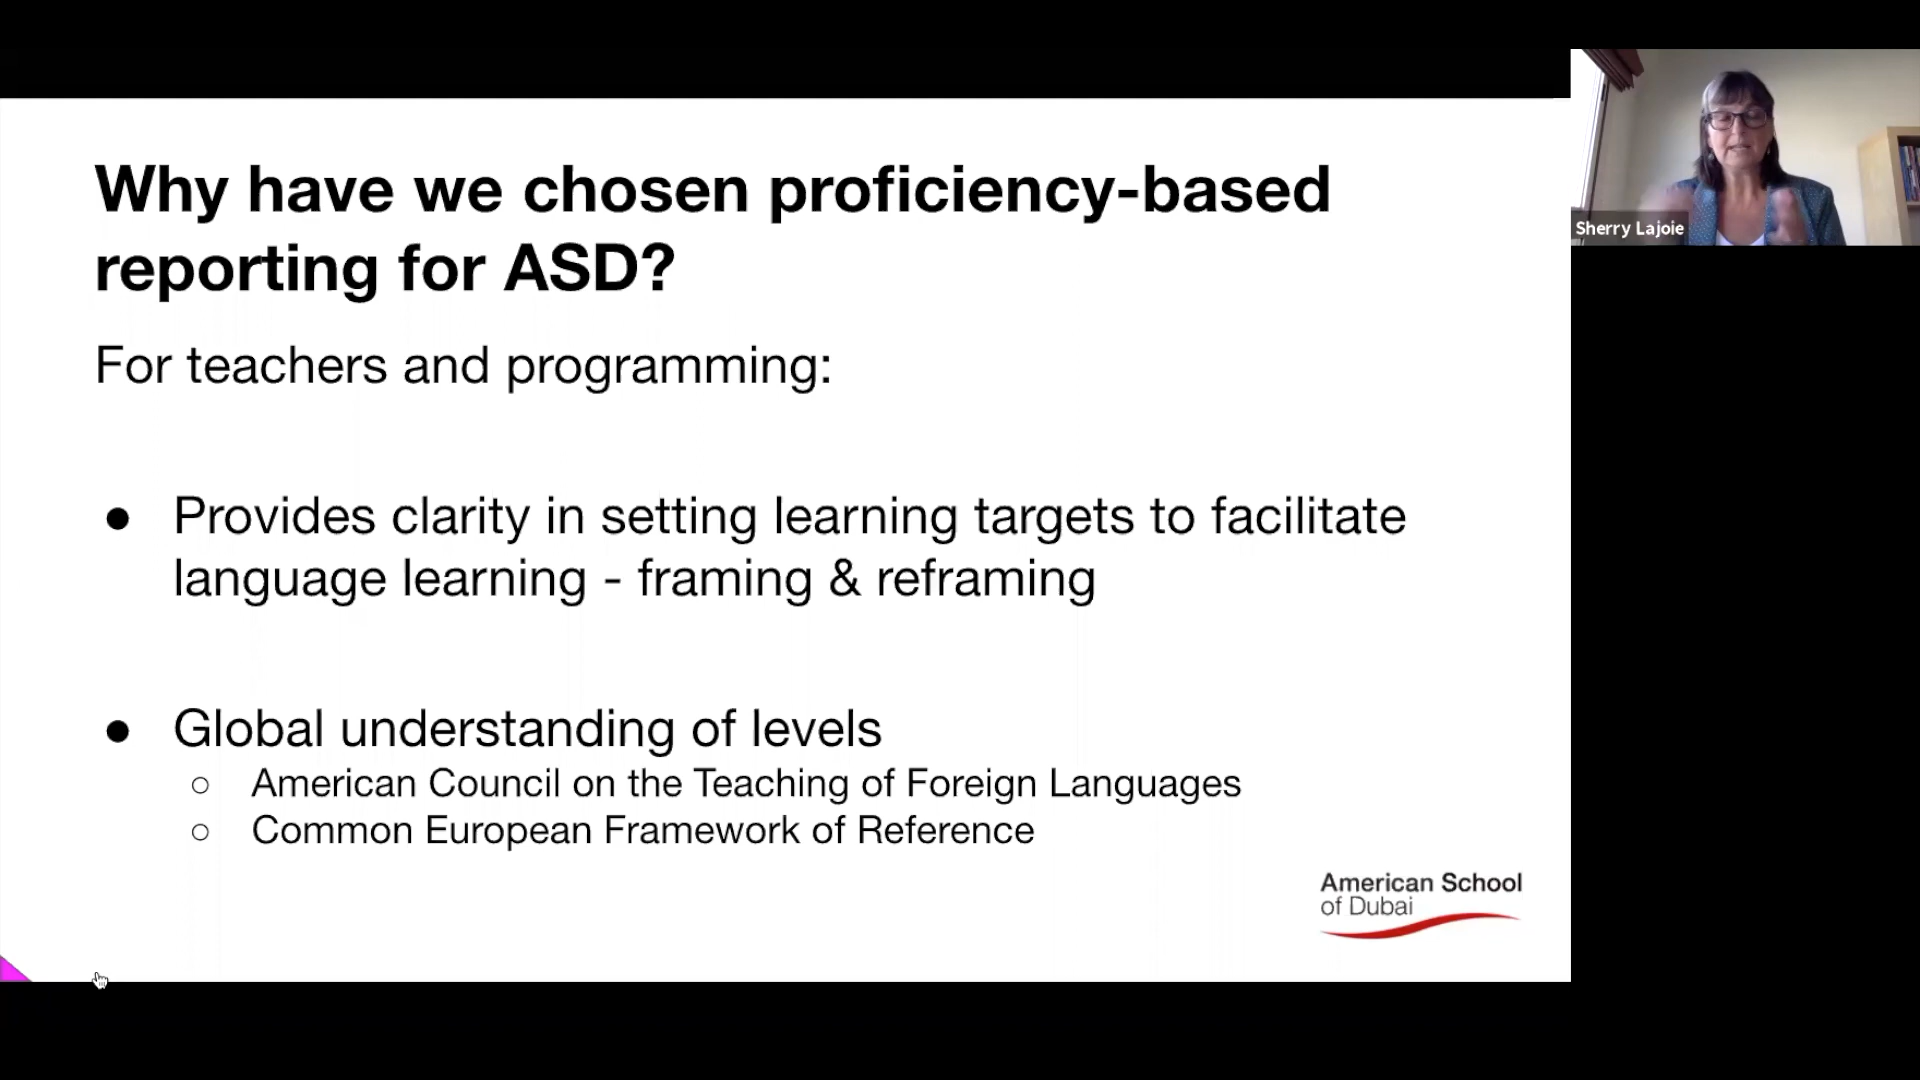 Why have we chosen proficiency-based
reporting for ASD?
For teachers and programming:
● Provides clarity in setting learning targets to facilitate
language learning - framing & reframing
● Global understanding of levels
○ American Council on the Teaching of Foreign Languages
○ Common European Framework of Reference
American School
of Dubai
Sherry Lajoie